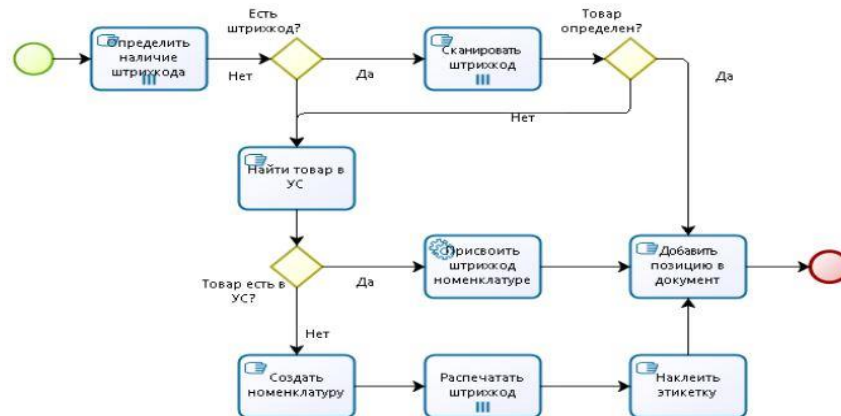 Есть
штрихкод?
Товар
определен?
Определить
наличие
штрихкода
Нет
Да
Сканировать
штрихкод
Да
Нет
Найти товар в
УС
Товар есть в
УС?
Да
Присвоить
штрихкод
номенклатуре
Добавить
позицию в
документ
Нет
Создать
номенклатуру
Распечатать
штрихкод
Наклеить
этикетку